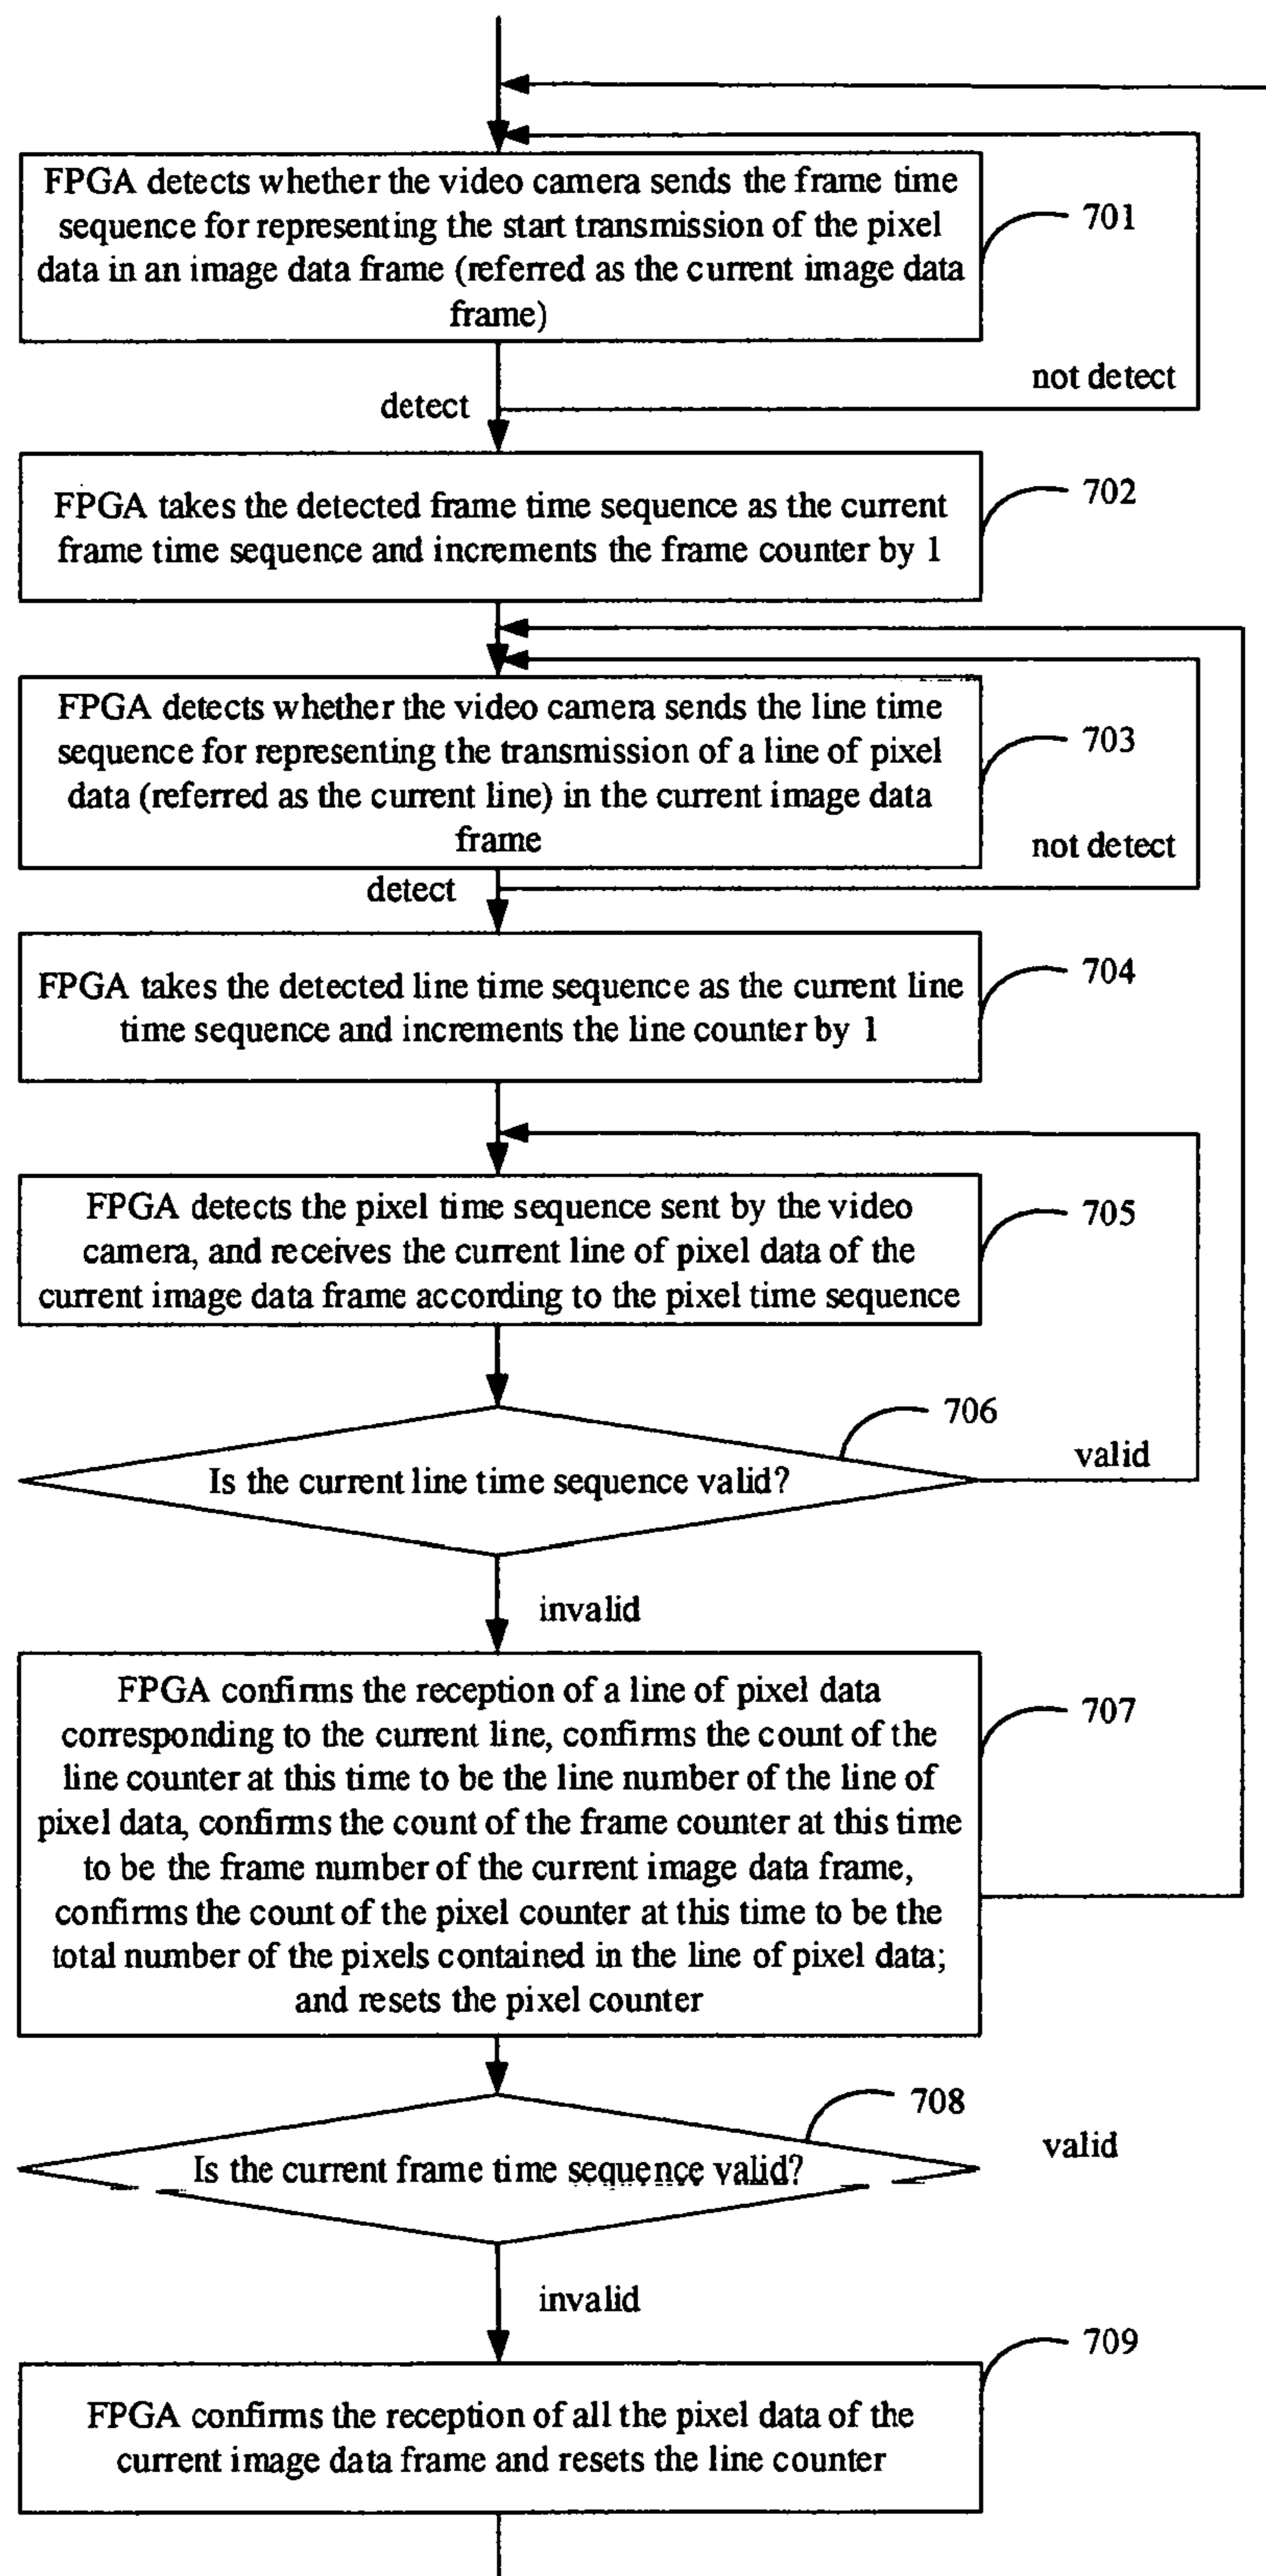 FPGA detects whether the video camera sends the frame time
sequence for representing the start transmission of the pixel
data in an image data frame (referred as the current image data
frame)
701
not detect
detect
FPGA takes the detected frame time sequence as the current
frame time sequence and increments the frame counter by 1
702
FPGA detects whether the video camera sends the line time
sequence for representing the transmission of a line of pixel
data (referred as the current line) in the current image data
frame
703
not detect
detect
FPGA takes the detected line time sequence as the current line
time sequence and increments the line counter by 1
704
FPGA detects the pixel time sequence sent by the video
camera, and receives the current line of pixel data of the
current image data frame according to the pixel time sequence
705
706
valid
Is the current line time sequence valid?
invalid
FPGA confirms the reception of a line of pixel data
corresponding to the current line, confirms the count of the
line counter at this time to be the line number of the line of
pixel data, confirms the count of the frame counter at this time
to be the frame number of the current image data frame,
confirms the count of the pixel counter at this time to be the
total number of the pixels contained in the line of pixel data;
and resets the pixel counter
707
708
valid
Is the current frame time sequence valid?
invalid
709
FPGA confirms the reception of all the pixel data of the
current image data frame and resets the line counter